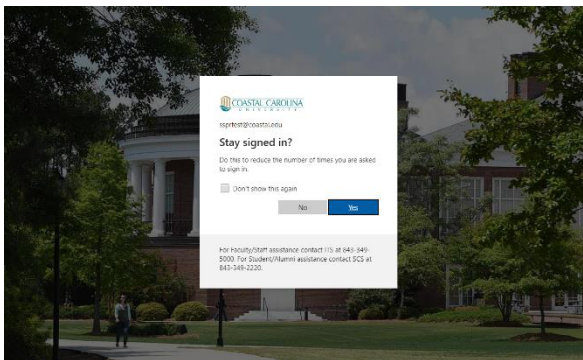 COASTAL CAROLINA
UNIVERSITY
ssprtest@coastal.edu
Stay signed in?
Do this to reduce the number of times you are asked
to sign in.
Don't show this again
No
Yes
For Faculty/Staff assistance contact ITS at 843-349-
5000. For Student/Alumni assistance contact SCS at
843-349-2220.